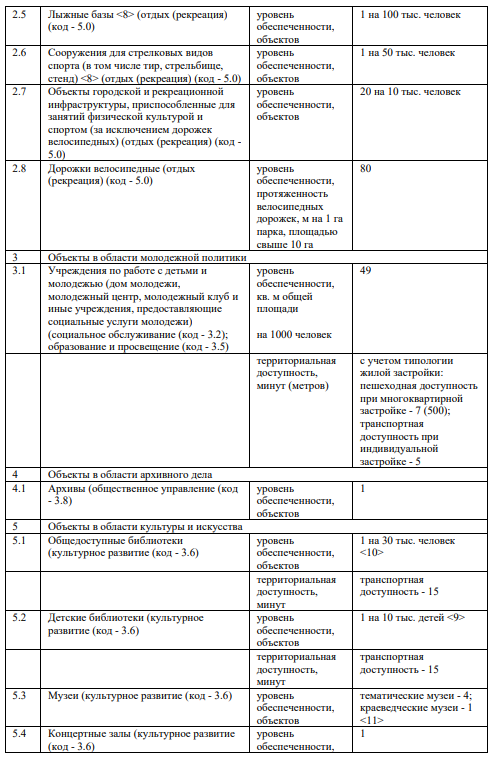 2.5 Лыжные базы <8> (отдых (рекреация) уровень 1 на 100 тыс. человек
(код - 5.0) обеспеченности,
объектов
2.6 Сооружения для стрелковых видов уровень 1 на 50 тыс. человек
спорта (в том числе тир, стрельбище, обеспеченности,
стенд) <8> (отдых (рекреация) (код - 5.0) объектов
2.7 Объекты городской и рекреационной уровень 20 на 10 тыс. человек
инфраструктуры, приспособленные для обеспеченности,
занятий физической культурой и объектов
спортом (за исключением дорожек
велосипедных) (отдых (рекреация) (код -
5.0)
2.8 Дорожки велосипедные (отдых уровень 80
(рекреация) (код - 5.0) обеспеченности,
протяженность
велосипедных
дорожек, м на 1 га
парка, площадью
свыше 10 га
3 Объекты в области молодежной политики
3.1 Учреждения по работе с детьми и уровень 49
молодежью (дом молодежи, обеспеченности,
молодежный центр, молодежный клуб и кв. м общей
иные учреждения, предоставляющие площади
социальные услуги молодежи)
(социальное обслуживание (код - 3.2); на 1000 человек
образование и просвещение (код - 3.5)
территориальная с учетом типологии
доступность, жилой застройки:
минут (метров) пешеходная доступность
при многоквартирной
застройке - 7 (500);
транспортная
доступность при
индивидуальной
застройке - 5
4 Объекты в области архивного дела
4.1 Архивы (общественное управление (код уровень 1
- 3.8) обеспеченности,
объектов
5 Объекты в области культуры и искусства
5.1 Общедоступные библиотеки уровень 1 на 30 тыс. человек
(культурное развитие (код - 3.6) обеспеченности, <10>
объектов
территориальная транспортная
доступность, доступность - 15
минут
5.2 Детские библиотеки (культурное уровень 1 на 10 тыс. детей <9>
развитие (код - 3.6) обеспеченности,
объектов
территориальная транспортная
доступность, доступность - 15
минут
5.3 Музеи (культурное развитие (код - 3.6) уровень тематические музеи - 4;
обеспеченности, краеведческие музеи - 1
объектов <11>
5.4 Концертные залы (культурное развитие уровень 1
(код - 3.6) обеспеченности,